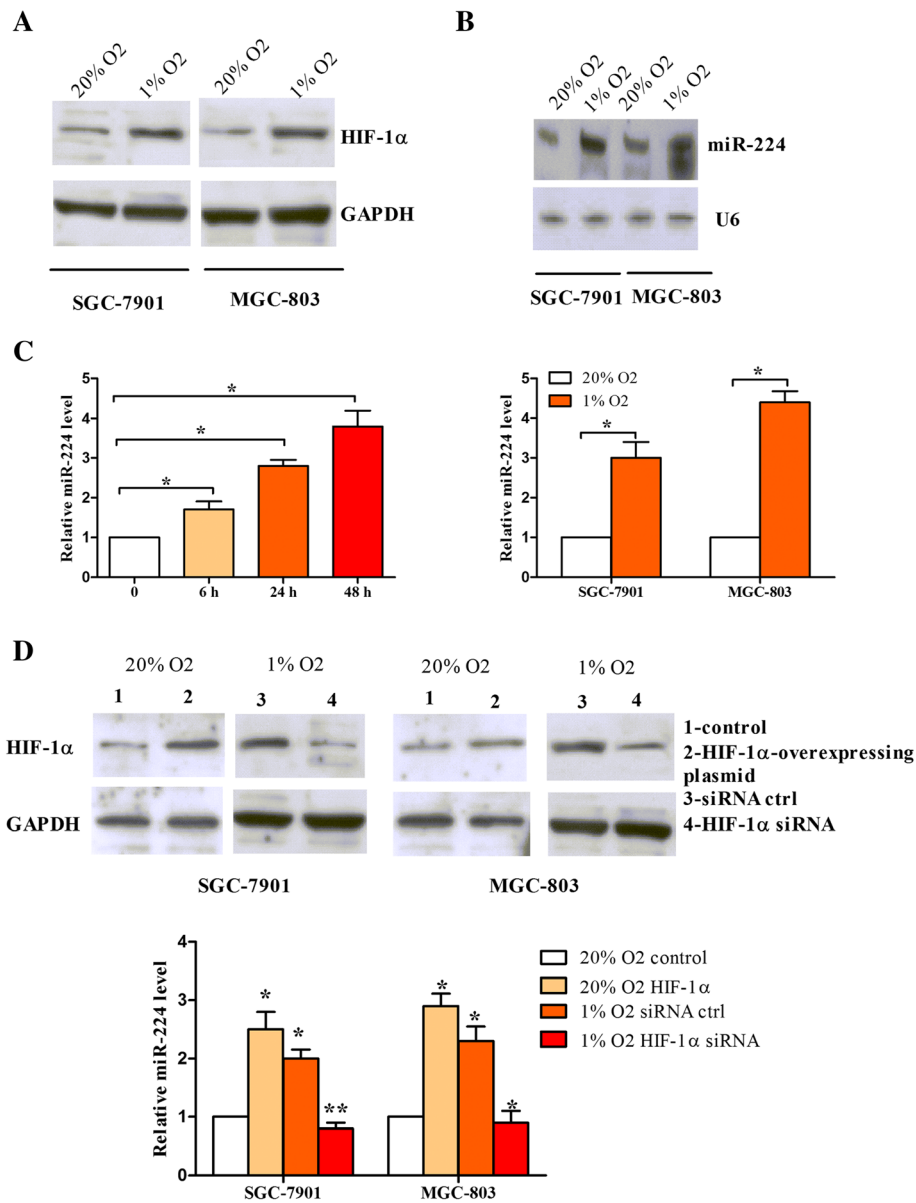 A
20% O2 1% O2 20% O2 1% O2
HIF-1α
GAPDH
SGC-7901 MGC-803
B
20% O2 1% O2 20% O2 1% O2
miR-224
U6
SGC-7901 MGC-803
C
Relative miR-224 level
5
4
3
2
1
0
* * *
0 6 h 24 h 48 h
Relative miR-224 level
5
4
3
2
1
0
20% O2
1% O2
* *
SGC-7901 MGC-803
D
20% O2 1% O2 20% O2 1% O2
1 2 3 4 1 2 3 4
HIF-1α
GAPDH
SGC-7901 MGC-803
1-control
2-HIF-1α-overexpressing
plasmid
3-siRNA ctrl
4-HIF-1α siRNA
Relative miR-224 level
4
3
2
1
0
* * ** * * *
SGC-7901 MGC-803
20% O2 control
20% O2 HIF-1α
1% O2 siRNA ctrl
1% O2 HIF-1α siRNA